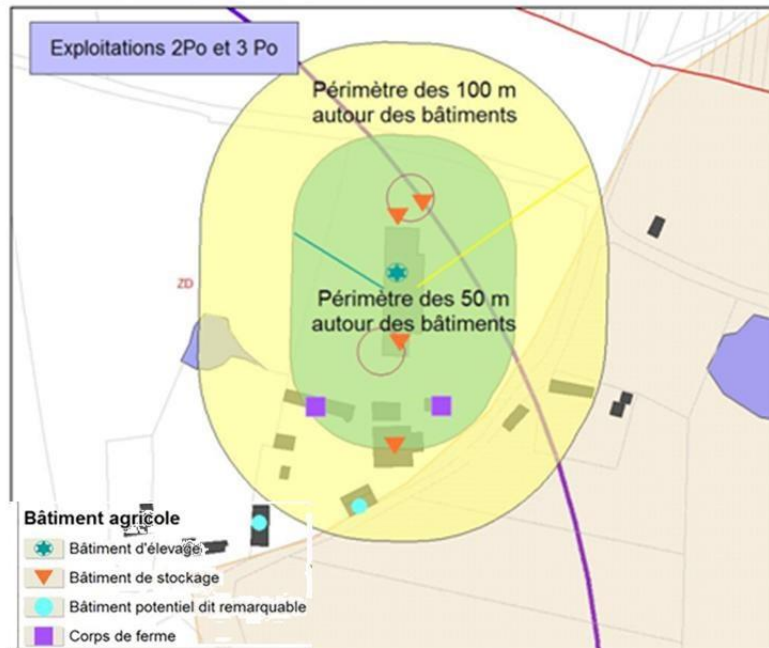 Exploitations 2Po et 3 Po
Périmètre des 100 m
autour des bâtiments
ZD
Périmètre des 50 m
autour des bâtiments
Bâtiment agricole
Bâtiment d'élevage
Bâtiment de stockage
Bâtiment potentiel dit remarquable
Corps de ferme